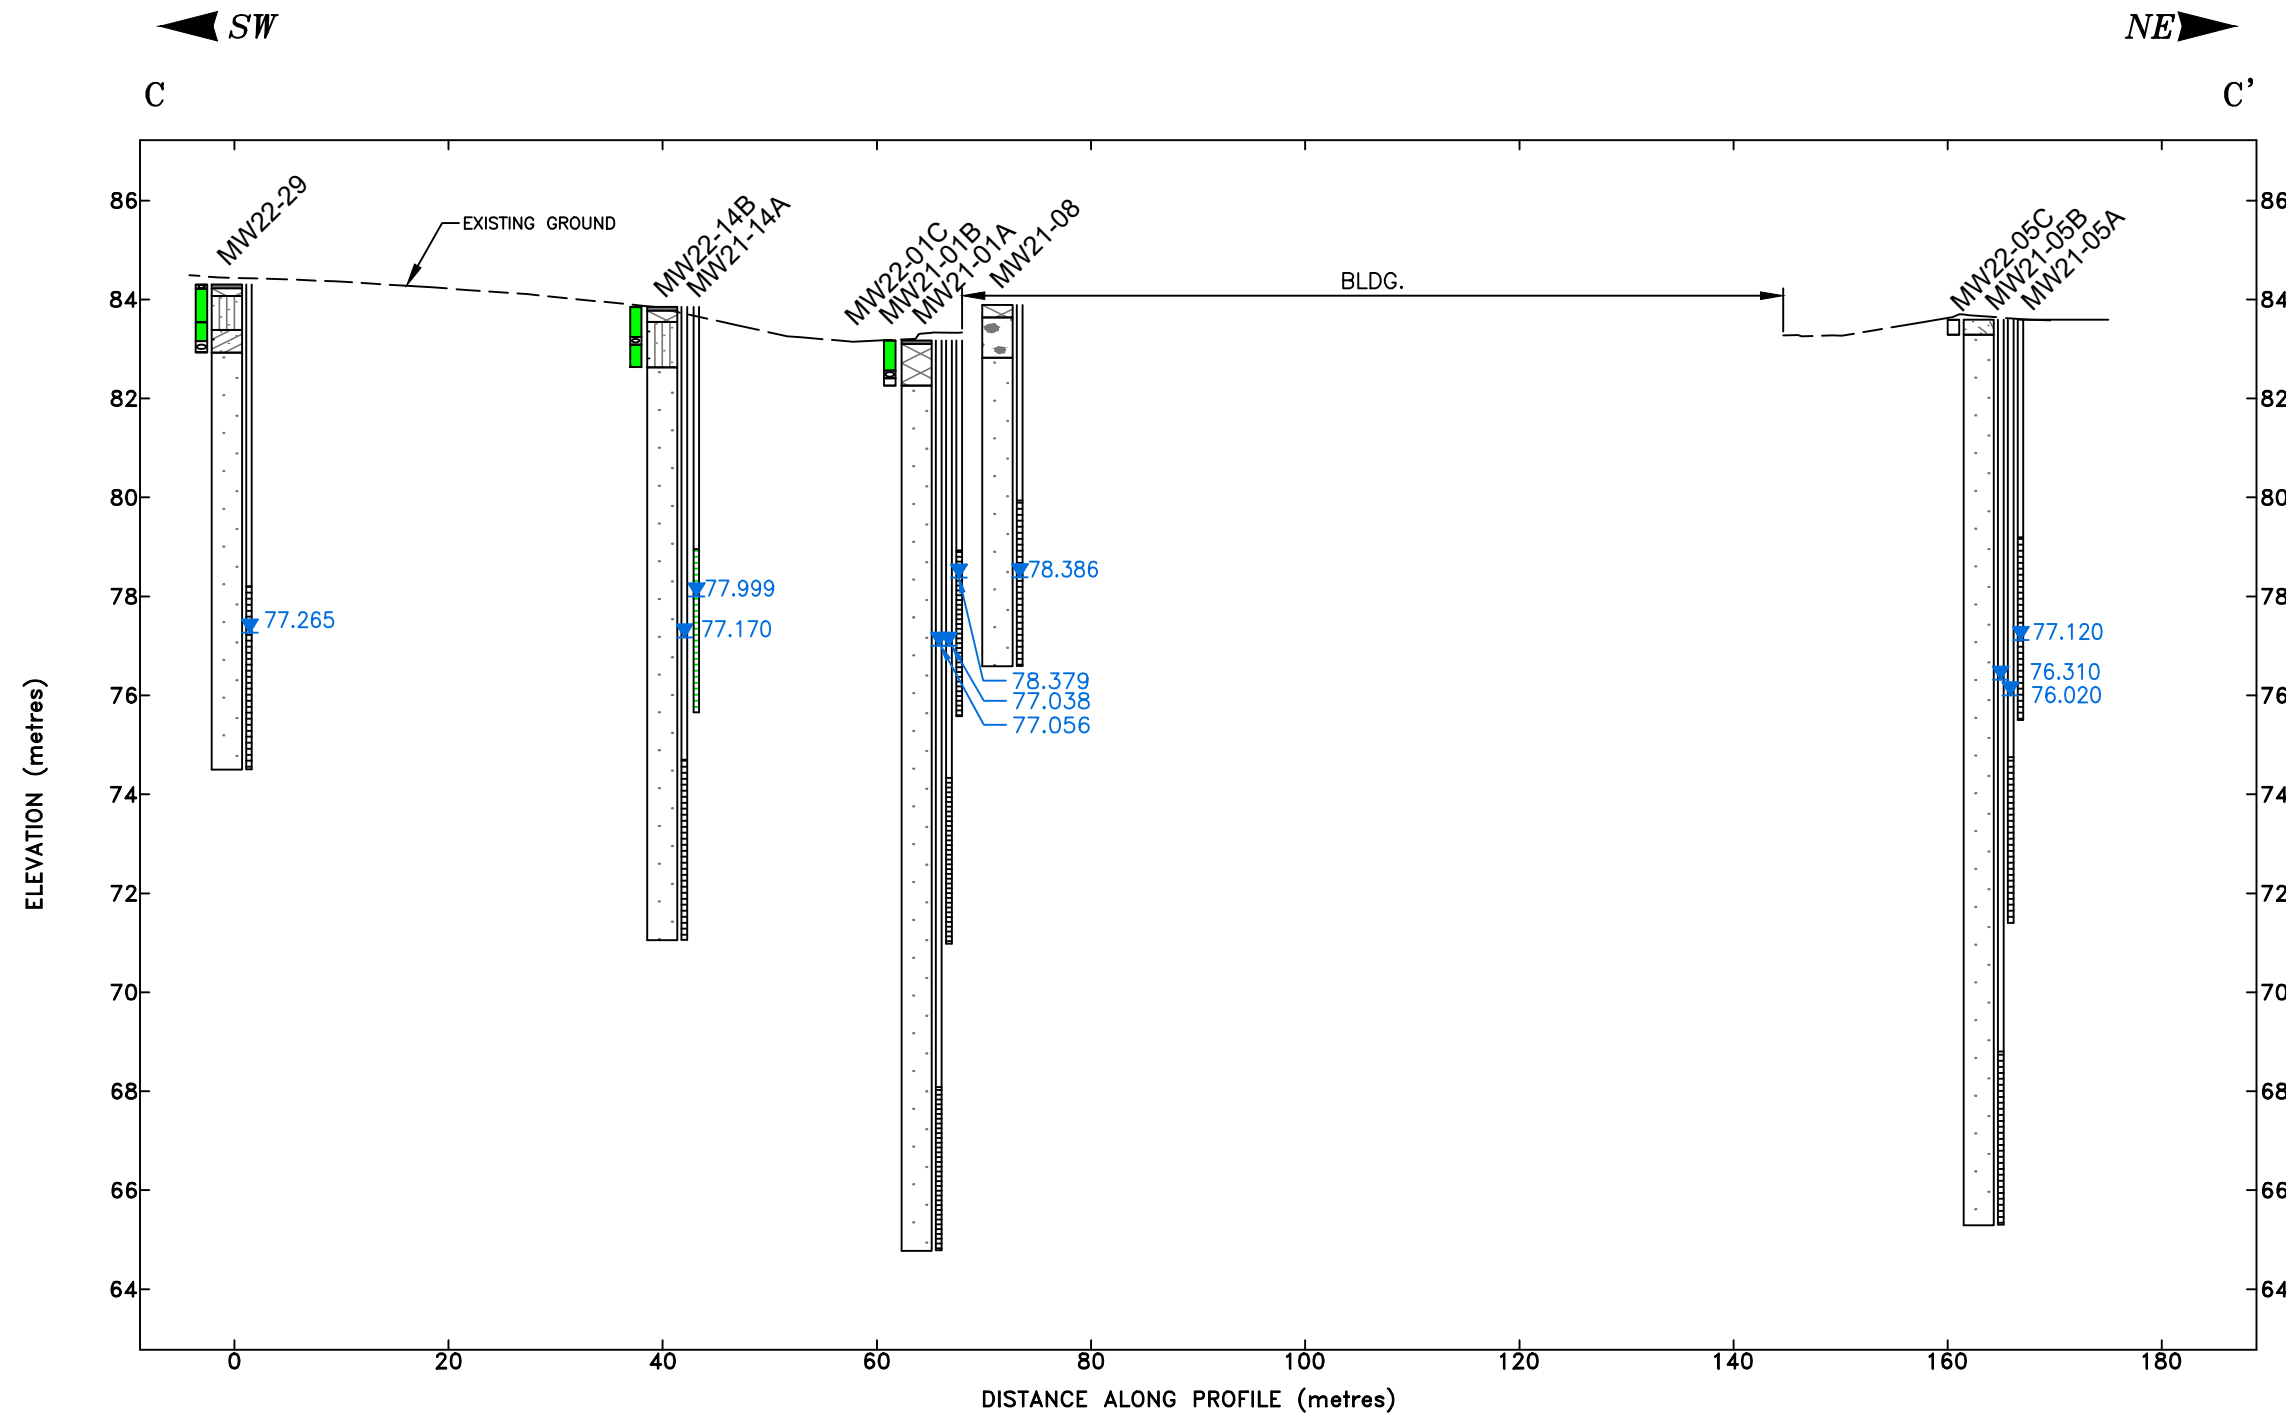 SW
NE
C
C'
MW22-29
EXISTING GROUND
MW22-14B
MW21-14A
MW22-01C
MW21-01B
MW21-01A
MW21-08
BLDG.
MW22-05C
MW21-05B
MW21-05A
86
84
82
80
78
76
74
72
70
68
66
64
86
84
82
80
78
76
74
72
70
68
66
64
77.265
77.999
77.170
78.386
78.379
77.038
77.056
77.120
76.310
76.020
ELEVATION (metres)
0 20 40 60 80 100 120 140 160 180
DISTANCE ALONG PROFILE (metres)